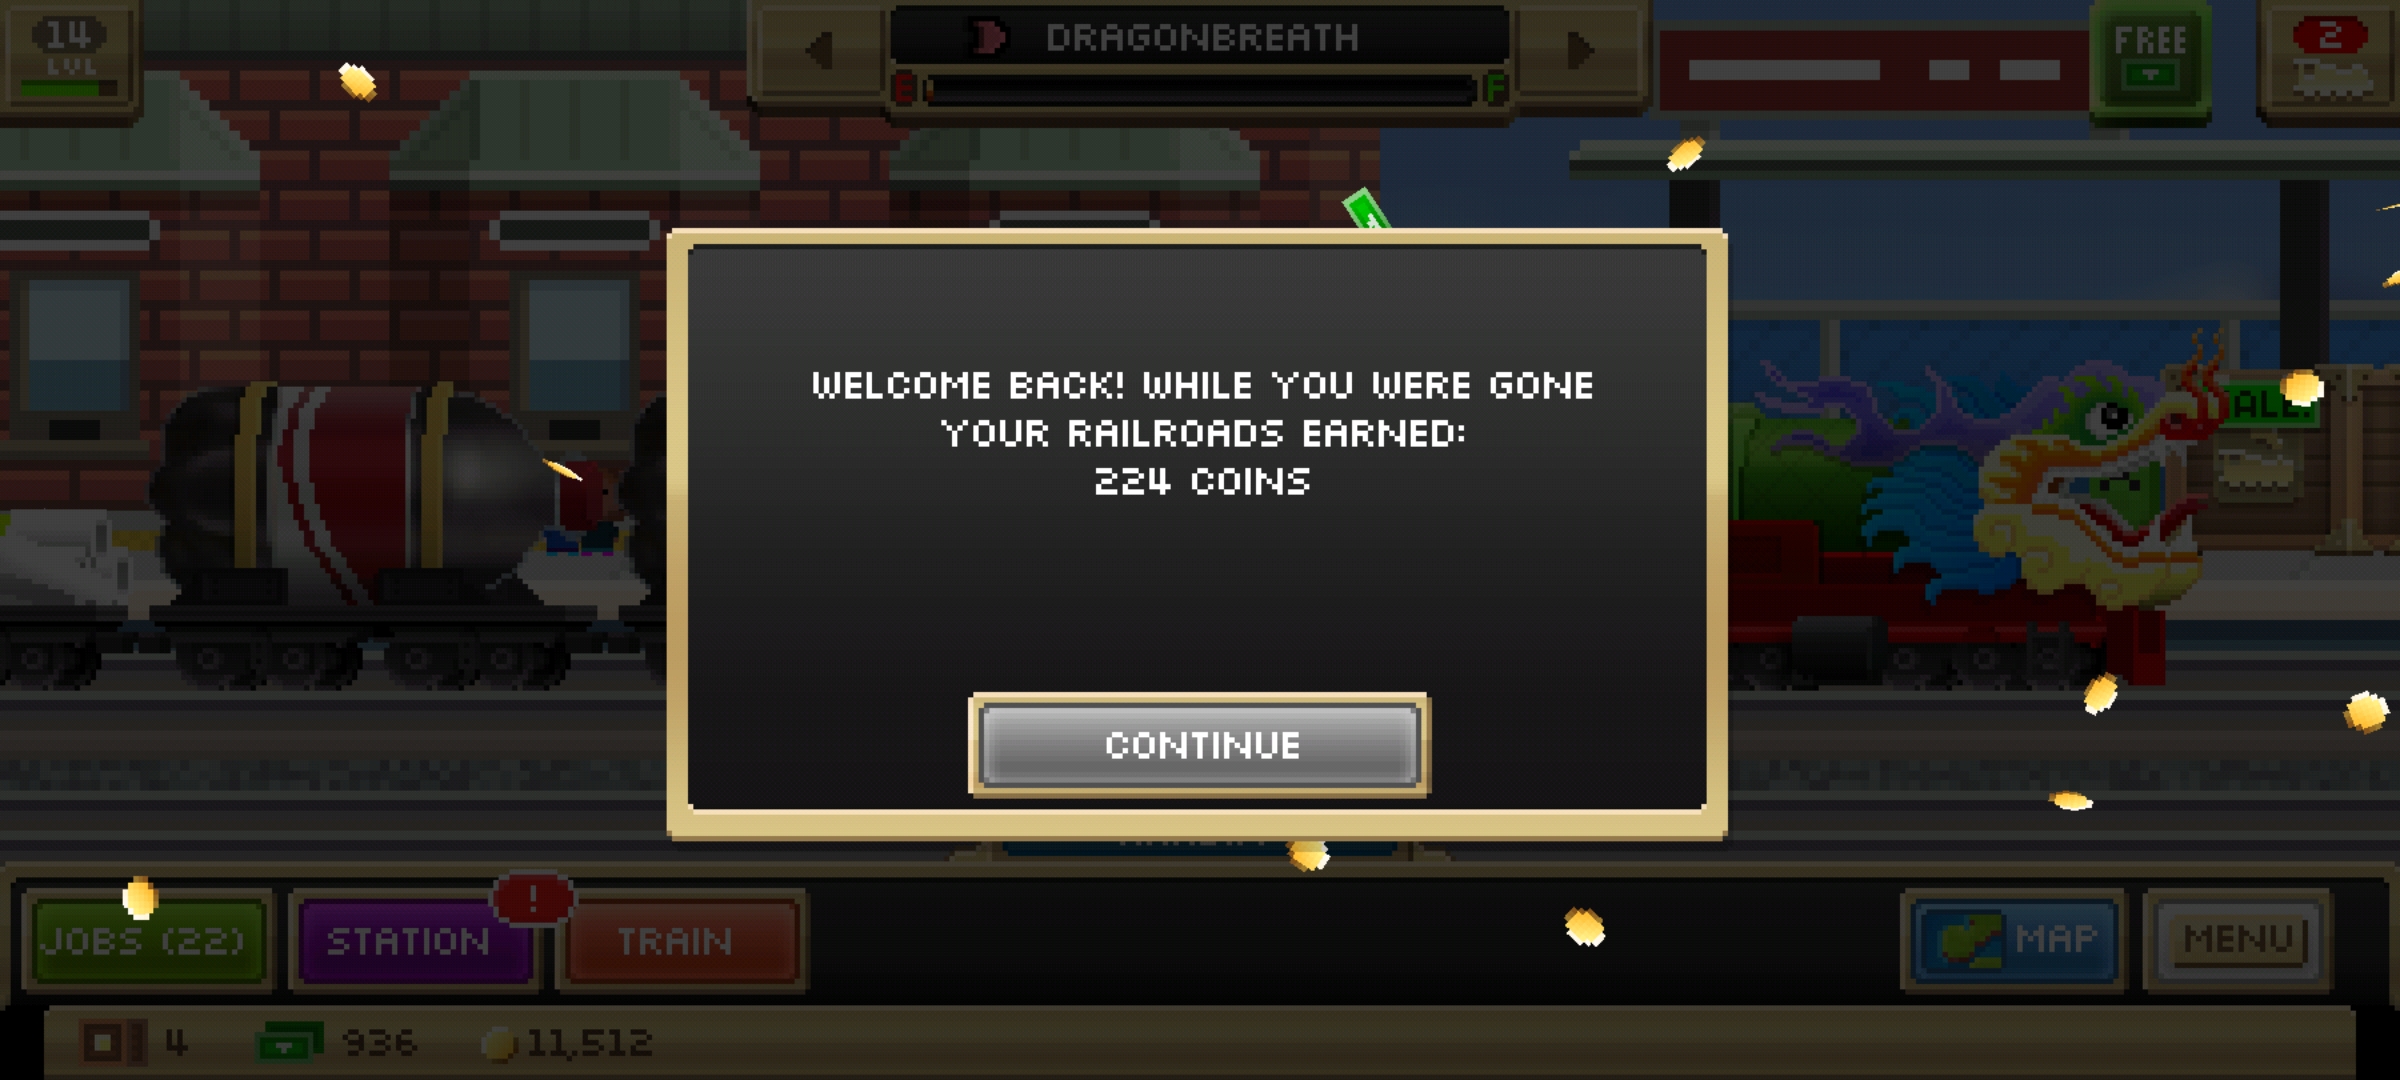 14
LVL
DRAGONBREATH
E
F
FREE
2
WELCOME BACK! WHILE YOU WERE GONE
YOUR RAILROADS EARNED:
224 COINS
CONTINUE
JOBS (22)
STATION
!
TRAIN
MAP
MENU
4
936
11,512